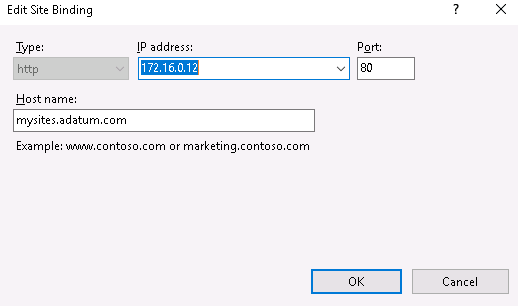 Edit Site Binding
?
Type:
IP address:
Port:
http
172.16.0.12
80
Host name:
mysites.adatum.com
Example: www.contoso.com or marketing.contoso.com
OK
Cancel